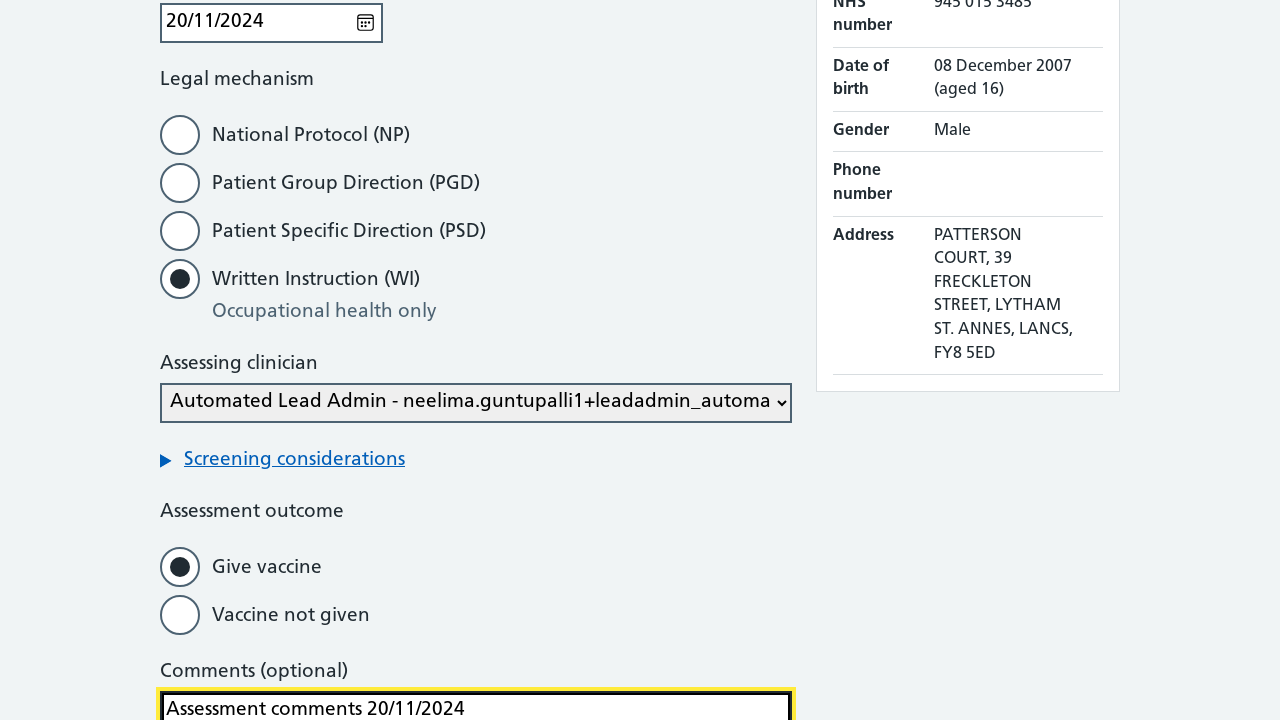 20/11/2024
Legal mechanism
National Protocol (NP)
Patient Group Direction (PGD)
Patient Specific Direction (PSD)
Written Instruction (WI)
Occupational health only
Assessing clinician
Automated Lead Admin - neelima.guntupalli1+leadadmin_automa
Screening considerations
Assessment outcome
Give vaccine
Vaccine not given
Comments (optional)
Assessment comments 20/11/2024
NHS 945 015 3485
number
Date of 08 December 2007
birth (aged 16)
Gender Male
Phone
number
Address PATTERSON
COURT, 39
FRECKLETON
STREET, LYTHAM
ST. ANNES, LANCS,
FY8 5ED